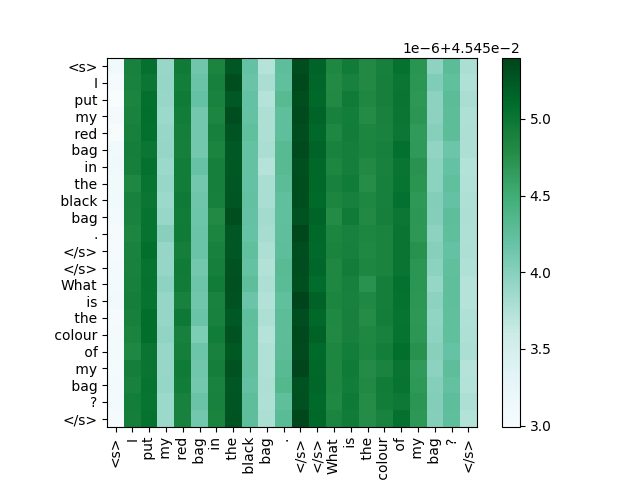 1e-6+4.545e-2
<s>
I
put
my
red
bag
in
the
black
bag
.
</s>
</s>
What
is
the
colour
of
my
bag
?
</s>
5.0
4.5
4.0
3.5
3.0
<s>
I
put
my
red
bag
in
the
black
bag
.
</s>
</s>
What
is
the
colour
of
my
bag
?
</s>